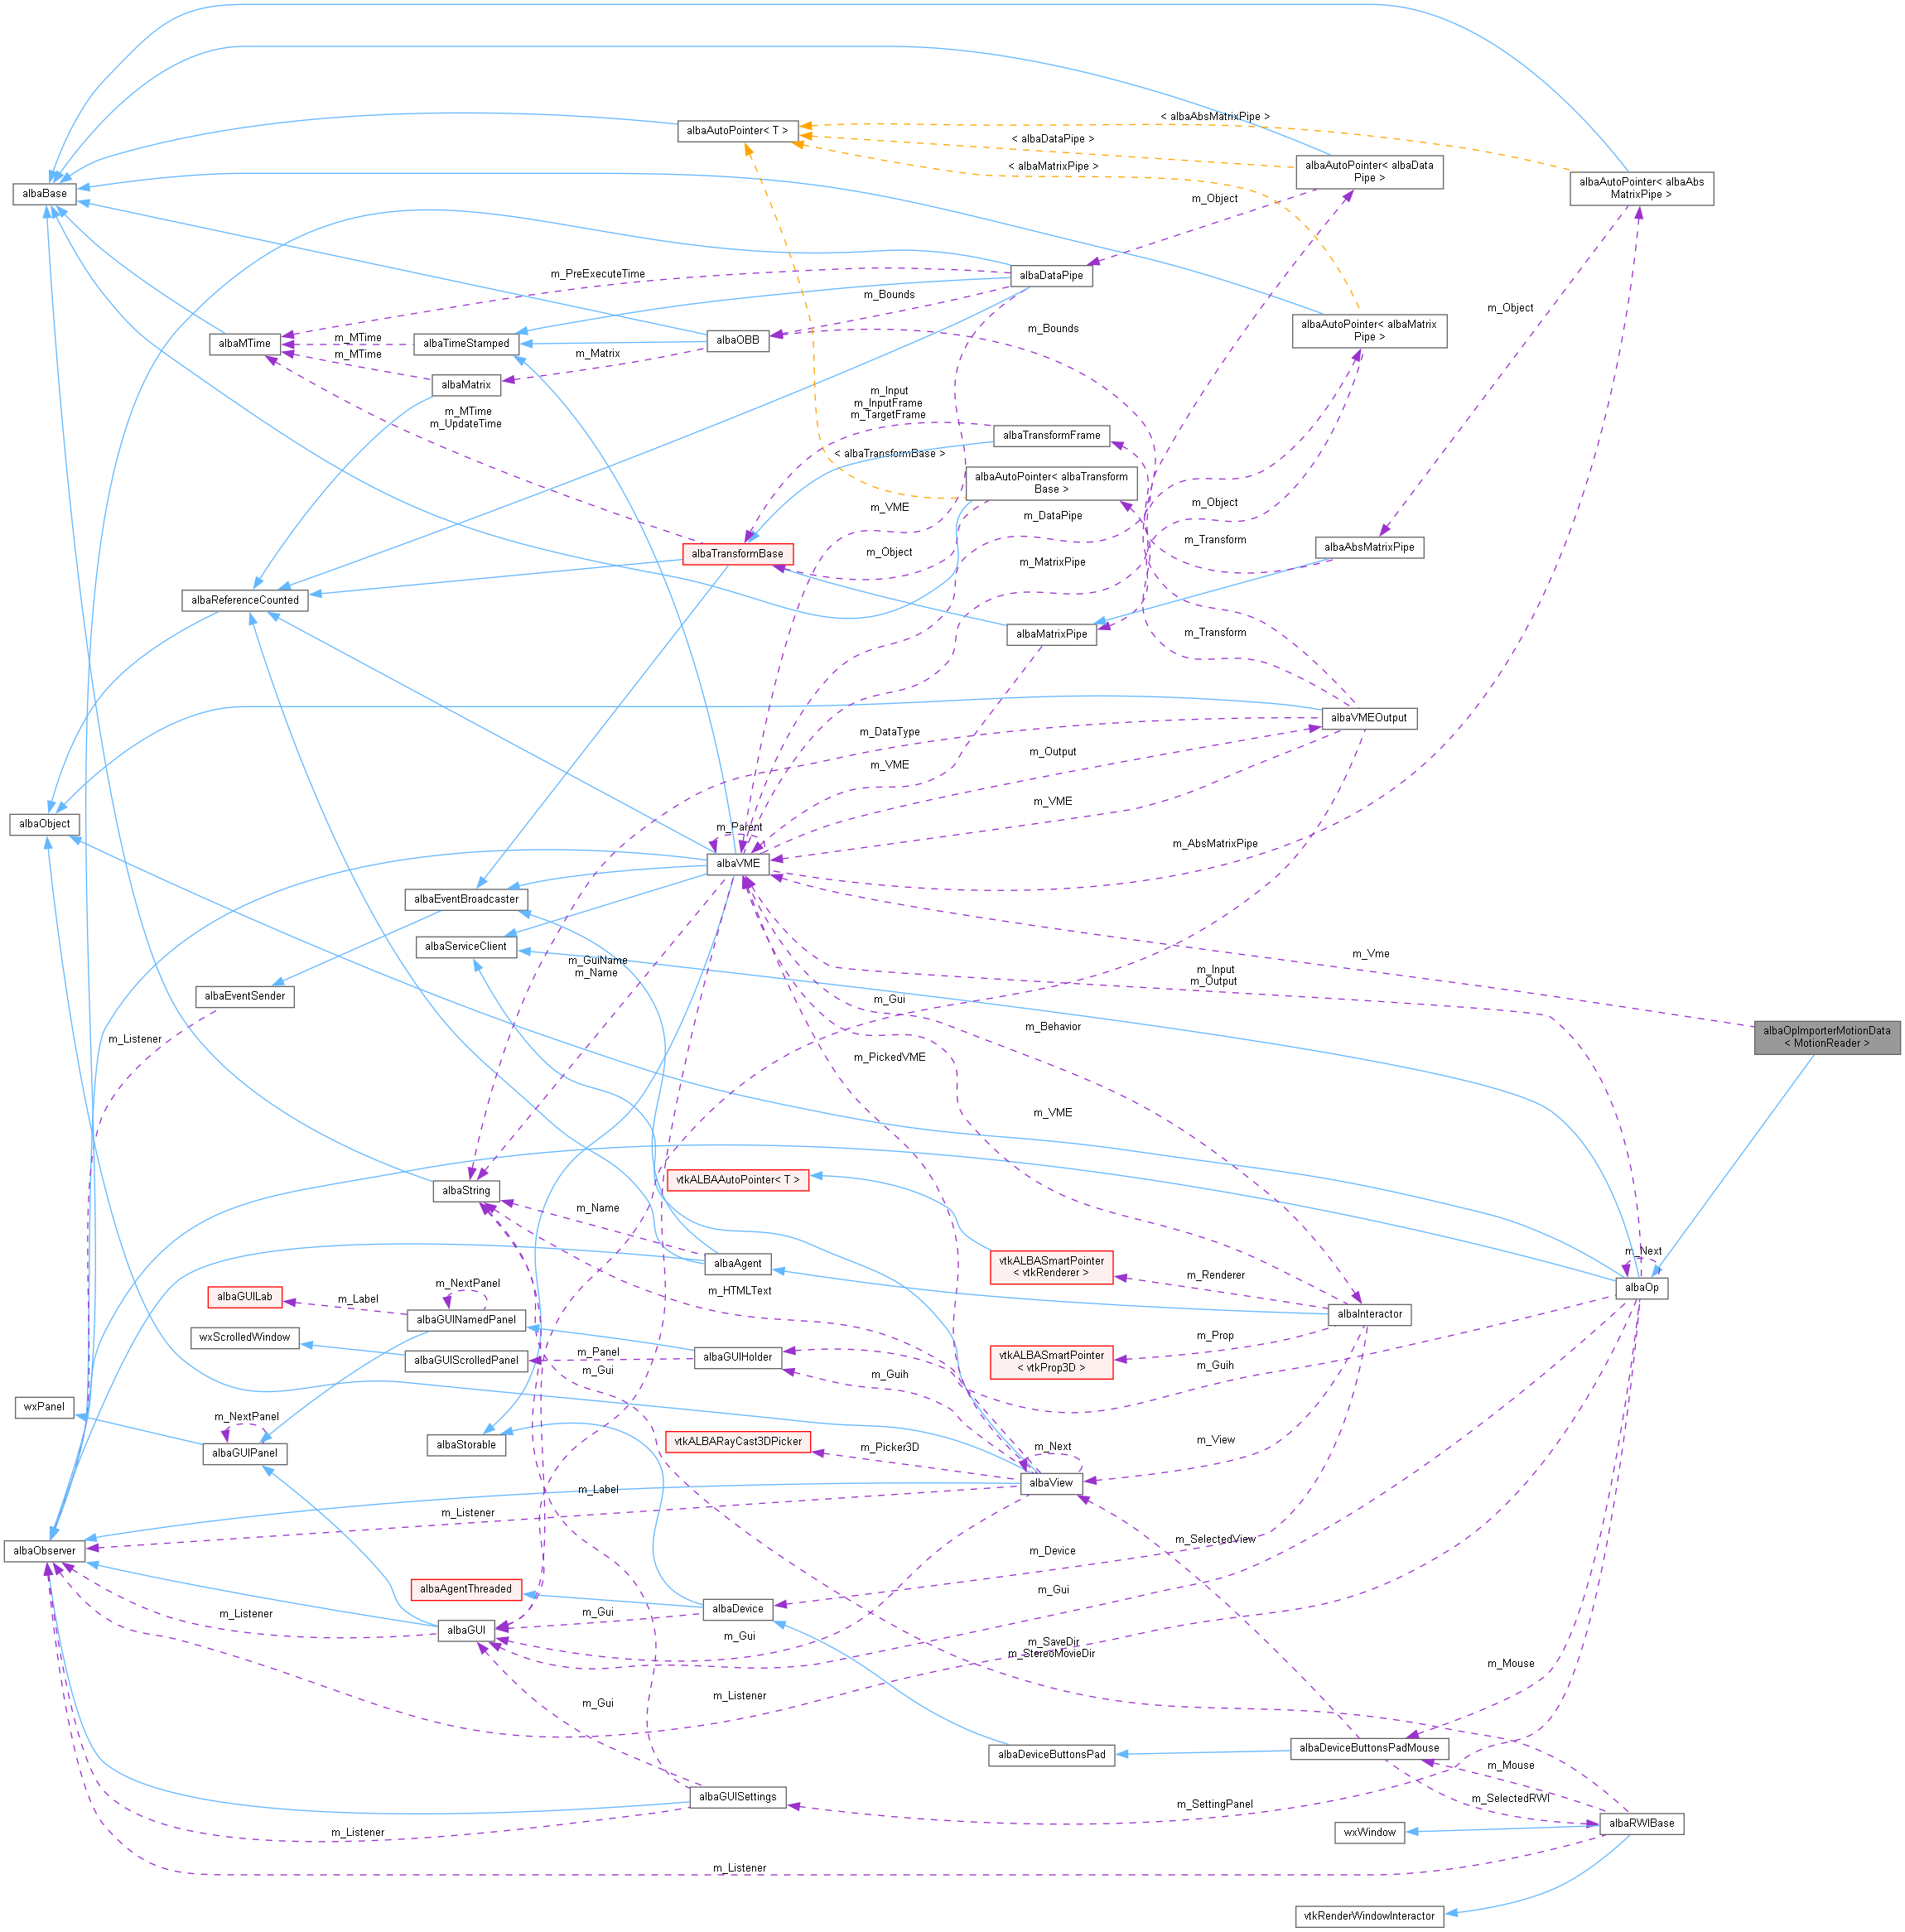 albaAutoPointer< T >
< albaAbsMatrixPipe >
< albaDataPipe >
< albaMatrixPipe >
albaAutoPointer< albaData
Pipe >
albaAutoPointer< albaAbs
MatrixPipe >
albaBase
m_Object
albaDataPipe
m_PreExecuteTime
m_Bounds
m_Object
albaMTime
m_MTime
m_MTime
albaTimeStamped
albaOBB
m_Bounds
albaAutoPointer< albaMatrix
Pipe >
m_Matrix
albaMatrix
m_MTime
m_UpdateTime
m_Input
m_InputFrame
m_TargetFrame
albaTransformFrame
< albaTransformBase >
albaAutoPointer< albaTransform
Base >
m_VME
m_DataPipe
m_Object
m_Transform
albaAbsMatrixPipe
albaTransformBase
m_Object
m_MatrixPipe
albaReferenceCounted
albaMatrixPipe
m_Transform
albaVMEOutput
m_DataType
m_Output
m_VME
m_VME
albaObject
m_Parent
albaVME
m_AbsMatrixPipe
albaEventBroadcaster
albaServiceClient
m_Vme
m_GuiName
m_Name
m_Input
m_Output
albaEventSender
m_Gui
m_Behavior
albaOpImporterMotionData
< MotionReader >
m_Listener
m_PickedVME
m_VME
albaString
vtkALBAAutoPointer< T >
m_Name
albaAgent
vtkALBASmartPointer
< vtkRenderer >
m_Renderer
m_Next
albaOp
albaGUILab
m_Label
m_NextPanel
albaGUINamedPanel
m_HTMLText
albaInteractor
wxScrolledWindow
albaGUIScrolledPanel
m_Panel
m_Gui
albaGUIHolder
vtkALBASmartPointer
< vtkProp3D >
m_Prop
m_Guih
m_Guih
wxPanel
m_NextPanel
albaGUIPanel
albaStorable
vtkALBARayCast3DPicker
m_Picker3D
m_Next
albaView
m_View
m_Label
m_Listener
albaObserver
m_SelectedView
m_Device
albaAgentThreaded
m_Listener
albaGUI
m_Gui
albaDevice
m_Gui
m_Gui
m_SaveDir
m_StereoMovieDir
m_Mouse
m_Gui
m_Listener
albaDeviceButtonsPad
albaDeviceButtonsPadMouse
m_Mouse
albaGUISettings
m_SettingPanel
m_SelectedRWI
m_Listener
wxWindow
albaRWIBase
m_Listener
vtkRenderWindowInteractor